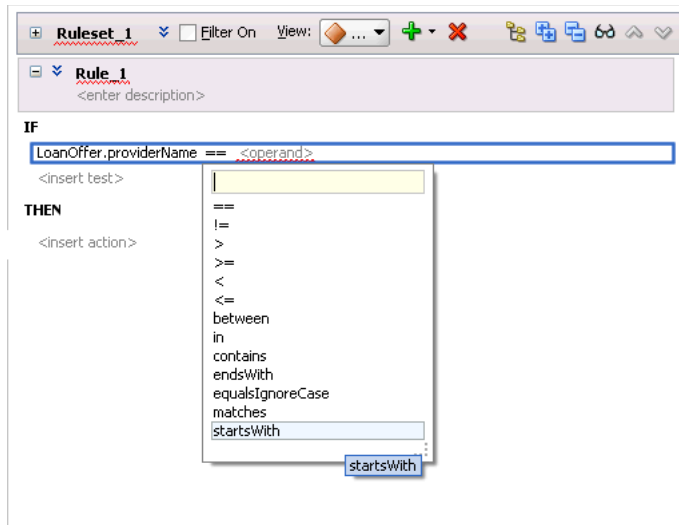 Ruleset_1 Filter On View: ...
Rule_1
<enter description>
IF
LoanOffer.providerName == <operand>
<insert test>
==
!=
>
>=
<
<=
between
in
contains
endsWith
equalsIgnoreCase
matches
startsWith
startsWith
THEN
<insert action>